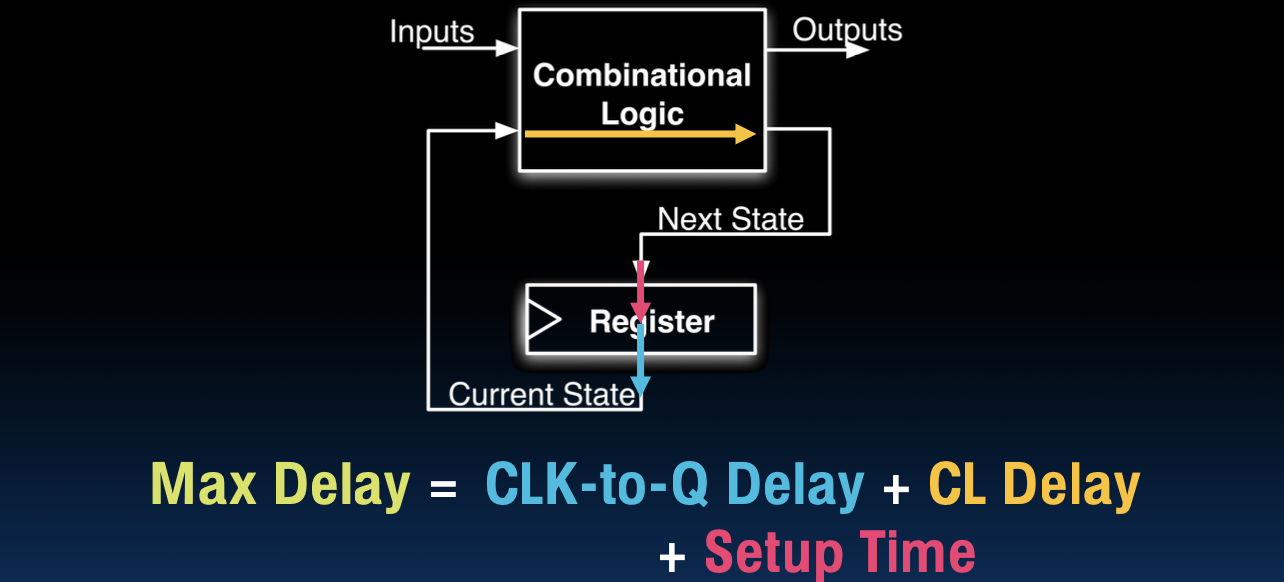 Inputs
Outputs
Combinational
Logic
Next State
Register
Current State
Max Delay = CLK-to-Q Delay + CL Delay
+ Setup Time